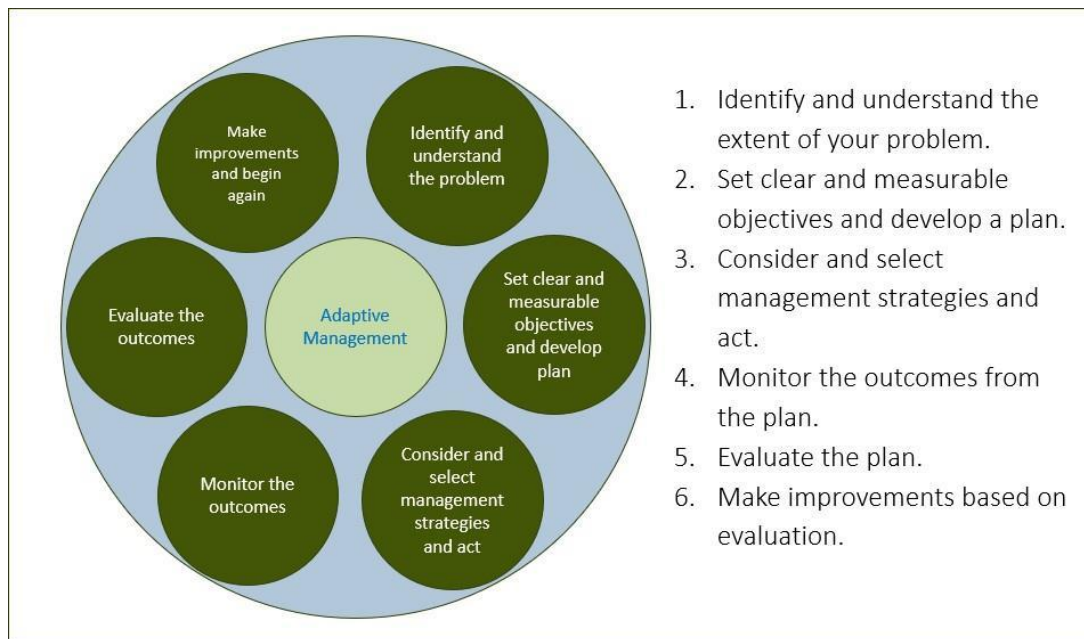 Make
improvements
and begin
again
Identify and
understand
the problem
Set clear and
measurable
objectives
and develop
plan
Consider and
select
management
strategies
and act
Monitor the
outcomes
Evaluate the
outcomes
Adaptive
Management
1. Identify and understand the
extent of your problem.
2. Set clear and measurable
objectives and develop a plan.
3. Consider and select
management strategies and
act.
4. Monitor the outcomes from
the plan.
5. Evaluate the plan.
6. Make improvements based on
evaluation.